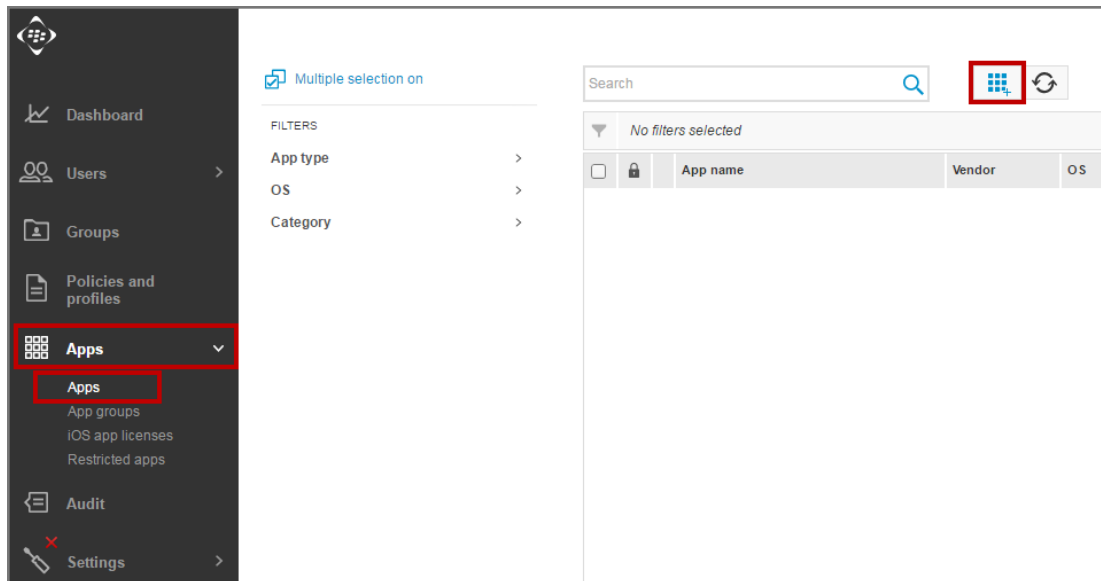 Dashboard
Users
Groups
Policies and
profiles
Apps
Apps
App groups
iOS app licenses
Restricted apps
Audit
Settings
Multiple selection on
FILTERS
App type
OS
Category
Search
No filters selected
App name Vendor OS